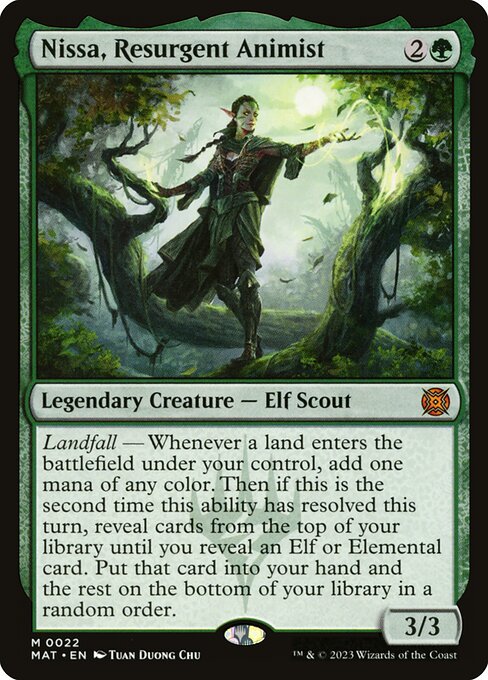 Nissa, Resurgent Animist 2
Legendary Creature — Elf Scout
Landfall — Whenever a land enters the
battlefield under your control, add one
mana of any color. Then if this is the
second time this ability has resolved this
turn, reveal cards from the top of your
library until you reveal an Elf or Elemental
card. Put that card into your hand and
the rest on the bottom of your library in a
random order.
3/3
M 0022
MAT • EN Tuan Duong Chu
™ & © 2023 Wizards of the Coast